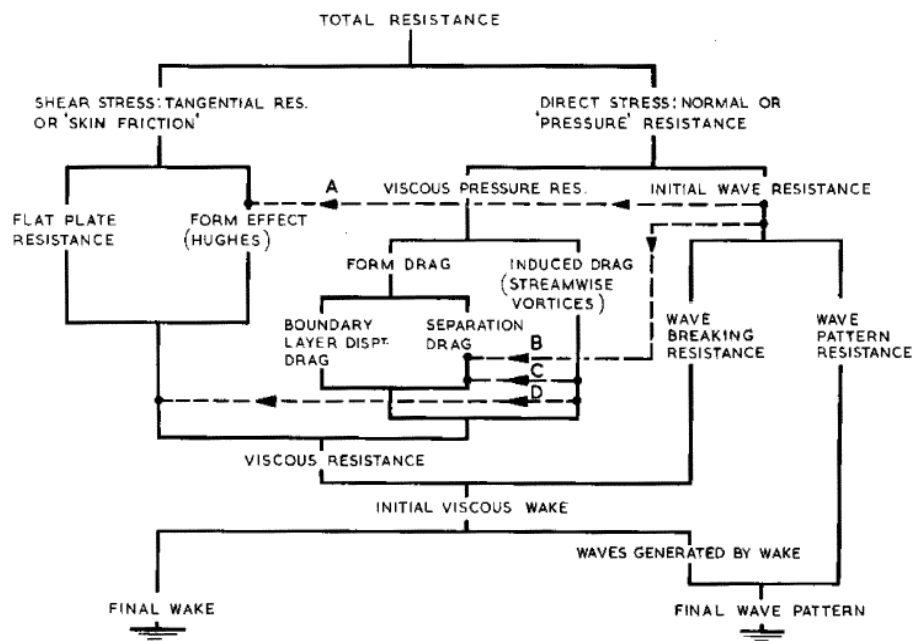 TOTAL RESISTANCE
SHEAR STRESS: TANGENTIAL RES.
OR 'SKIN FRICTION'
DIRECT STRESS: NORMAL OR
'PRESSURE' RESISTANCE
A
VISCOUS PRESSURE RES.
INITIAL WAVE RESISTANCE
FLAT PLATE
RESISTANCE
FORM EFFECT
(HUGHES)
FORM DRAG
INDUCED DRAG
(STREAMWISE
VORTICES)
BOUNDARY
LAYER DISPT.
DRAG
SEPARATION
DRAG
B
C
D
WAVE
BREAKING
RESISTANCE
WAVE
PATTERN
RESISTANCE
VISCOUS RESISTANCE
INITIAL VISCOUS WAKE
WAVES GENERATED BY WAKE
FINAL WAKE
FINAL WAVE PATTERN